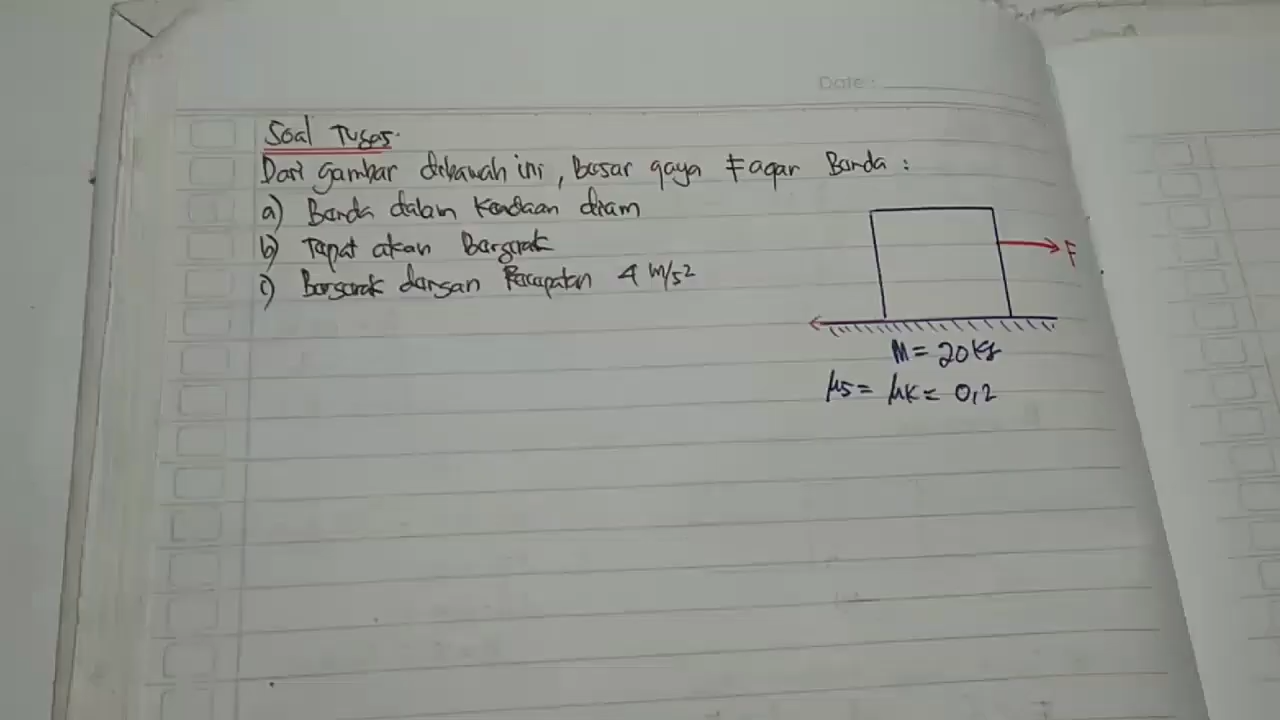 Date :
Soal Tugas.
Dari gambar dibawah ini, besar gaya F agar Benda :
a) Benda dalam keadaan diam
b) Tepat akan Bergerak
c) Bergerak dengan Percepatan 4 m/s²
F
M = 20 kg
μs = μk = 0,2